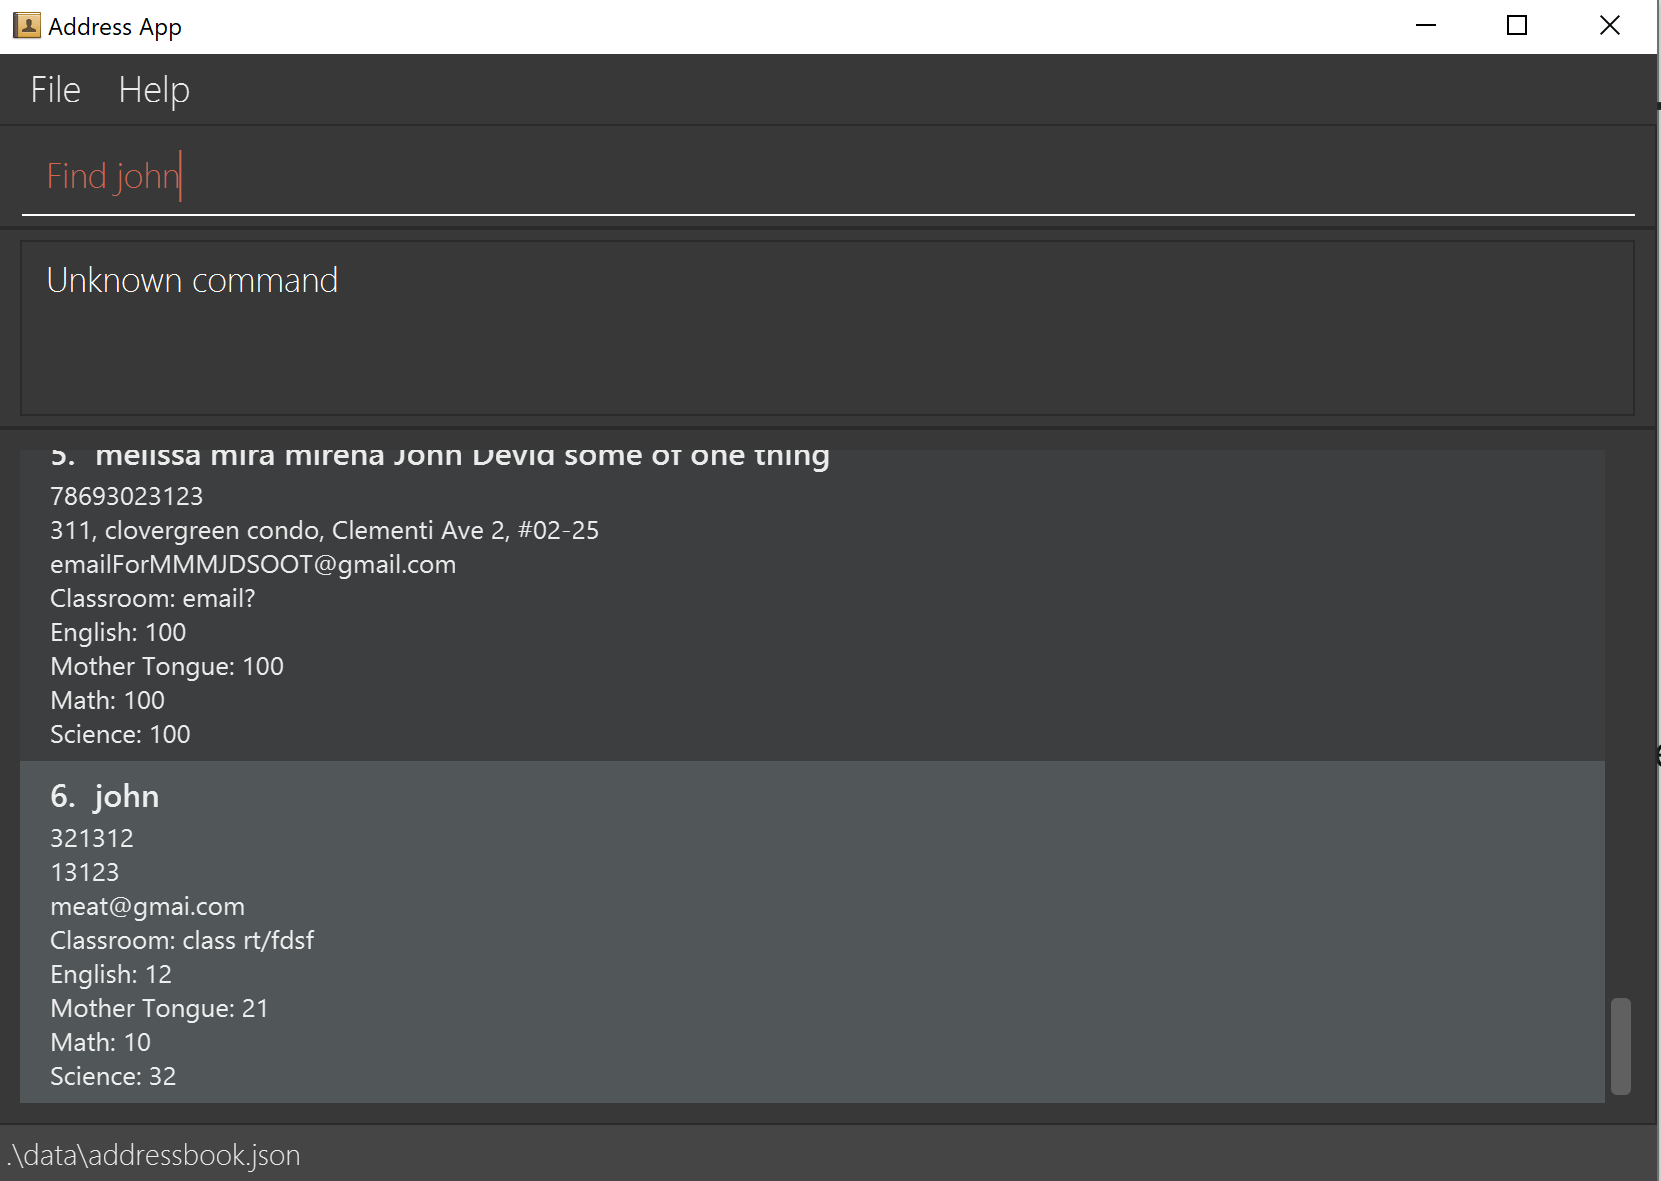 Address App
File Help
Find john
Unknown command
5. melissa mira mirena John Devid some of one thing
78693023123
311, clovergreen condo, Clementi Ave 2, #02-25
emailForMMMJDSOOT@gmail.com
Classroom: email?
English: 100
Mother Tongue: 100
Math: 100
Science: 100
6. john
321312
13123
meat@gmai.com
Classroom: class rt/fdsf
English: 12
Mother Tongue: 21
Math: 10
Science: 32
.\data\addressbook.json